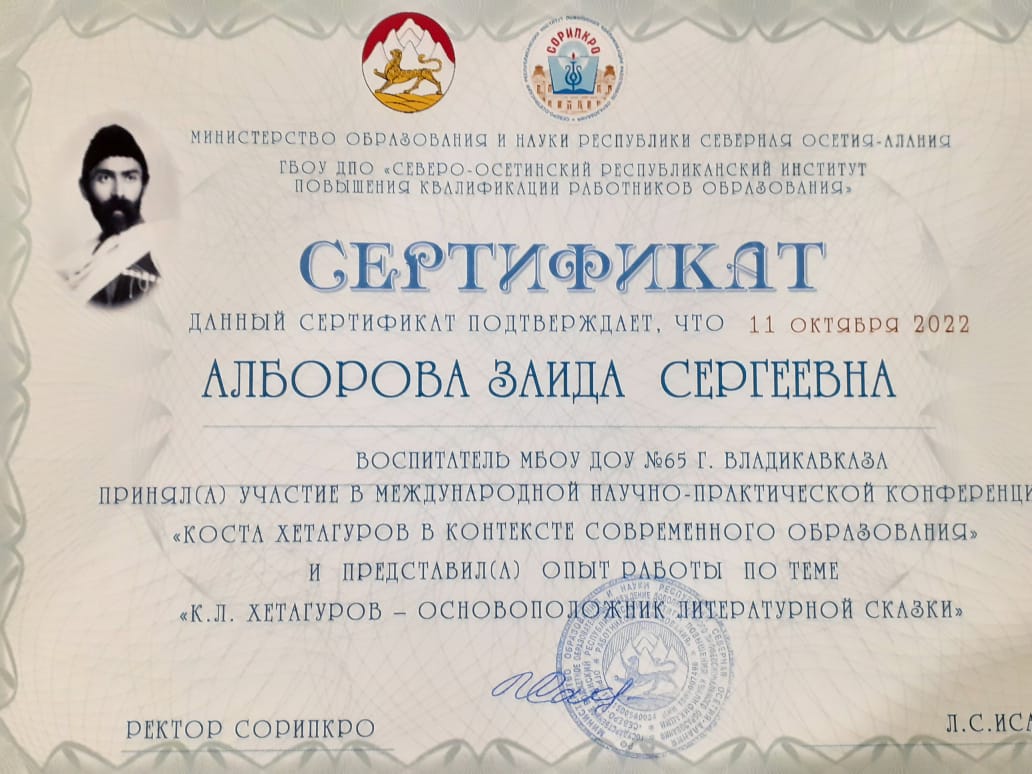 СОРИПКРО
МИНИСТЕРСТВО ОБРАЗОВАНИЯ И НАУКИ РЕСПУБЛИКИ СЕВЕРНАЯ ОСЕТИЯ-АЛАНИЯ
ГБОУ ДПО «СЕВЕРО-ОСЕТИНСКИЙ РЕСПУБЛИКАНСКИЙ ИНСТИТУТ
ПОВЫШЕНИЯ КВАЛИФИКАЦИИ РАБОТНИКОВ ОБРАЗОВАНИЯ»
СЕРТИФИКАТ
ДАННЫЙ СЕРТИФИКАТ ПОДТВЕРЖДАЕТ, ЧТО 11 ОКТЯБРЯ 2022
АЛБОРОВА ЗАИДА СЕРГЕЕВНА
ВОСПИТАТЕЛЬ МБОУ ДОУ №65 Г. ВЛАДИКАВКАЗА
ПРИНЯЛ(А) УЧАСТИЕ В МЕЖДУНАРОДНОЙ НАУЧНО-ПРАКТИЧЕСКОЙ КОНФЕРЕНЦИ
«КОСТА ХЕТАГУРОВ В КОНТЕКСТЕ СОВРЕМЕННОГО ОБРАЗОВАНИЯ»
И ПРЕДСТАВИЛ(А) ОПЫТ РАБОТЫ ПО ТЕМЕ
«К.Л. ХЕТАГУРОВ – ОСНОВОПОЛОЖНИК ЛИТЕРАТУРНОЙ СКАЗКИ»
РЕКТОР СОРИПКРО
Л.С.ИСА